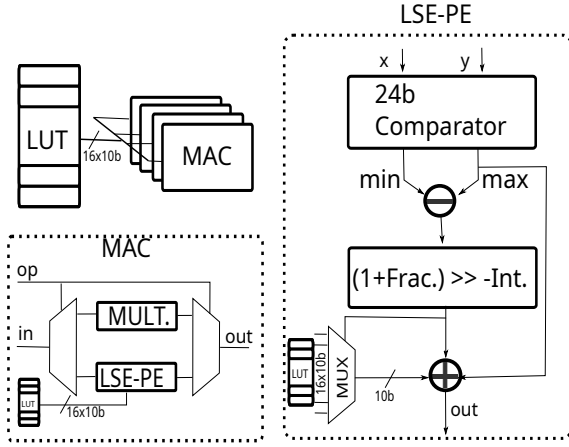 LSE-PE
x
y
24b
Comparator
min
max
(1+Frac.) >> -Int.
LUT
16x10b
MUX
10b
out
LUT
16x10b
MAC
MAC
op
in
MULT.
LSE-PE
out
LUT
16x10b